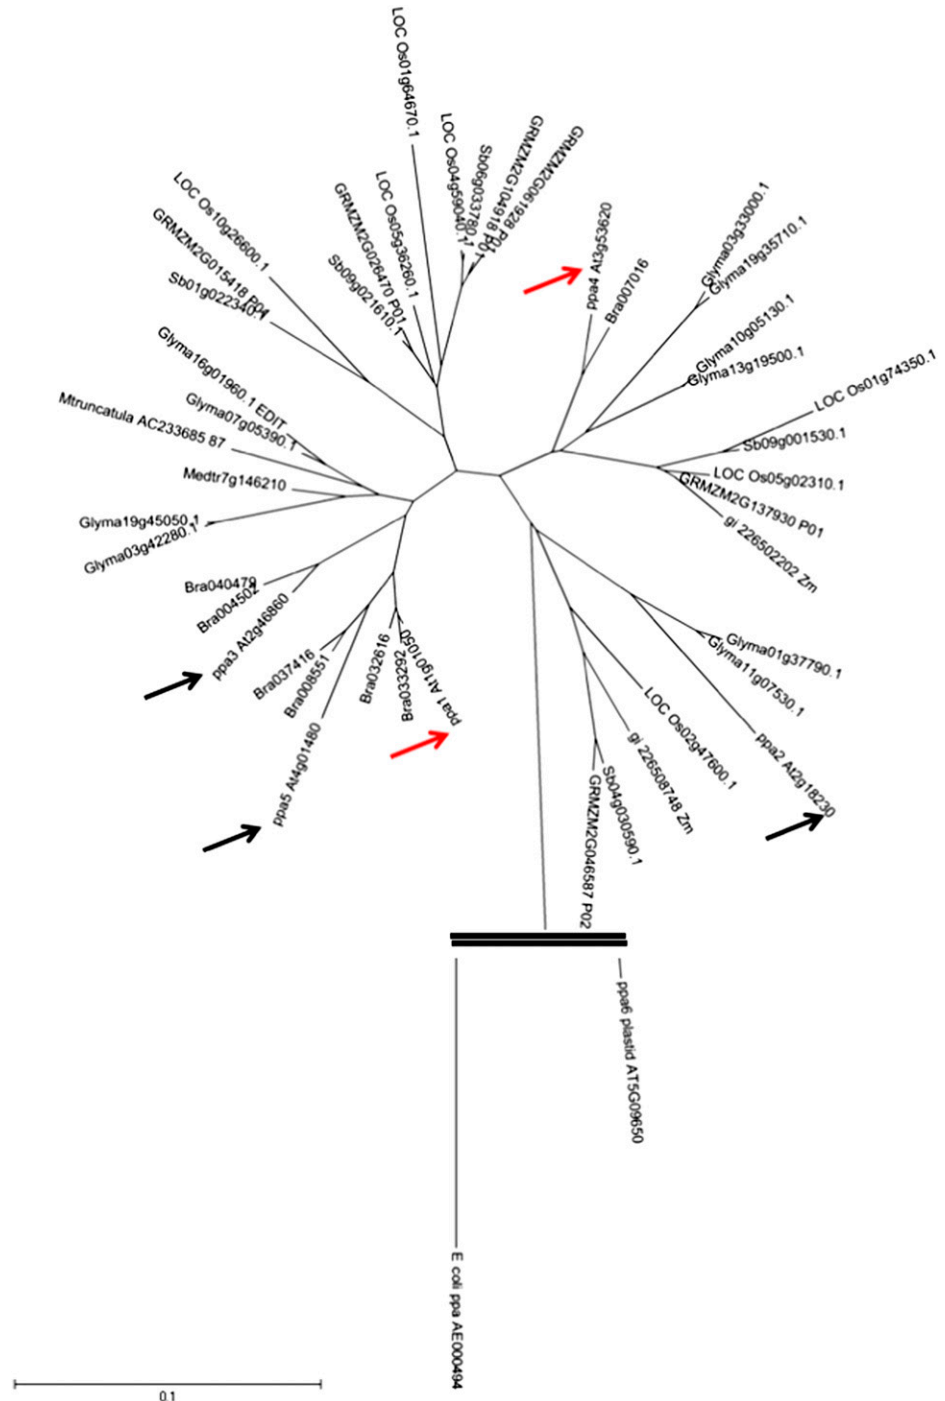 LOC Os01g64670.1
LOC Os04g59040.1
Sb06g033780.1
GRMZM2G104918 P01
GRMZM2G061928 P01
LOC Os05g36260.1
GRMZM2G026470 P01
Sb09g021610.1
LOC Os10g26600.1
GRMZM2G015418 P01
Sb01g022340.1
ppa4 At3g53620
Bra007016
Glyma03g33000.1
Glyma19g35710.1
Glyma10g05130.1
Glyma13g19500.1
LOC Os01g74350.1
Sb09g001530.1
LOC Os05g02310.1
GRMZM2G137930 P01
gi 226502202 Zm
Glyma16g01960.1 EDIT
Glyma07g05390.1
Mtruncatula AC233685 87
Medtr7g146210
Glyma19g45050.1
Glyma03g42280.1
Bra040479
Bra004502
ppa3 At2g46860
Bra037416
Bra008551
ppa5 At4g01480
Bra032616
Bra033292
ppa1 At1g01050
Glyma01g37790.1
Glyma11g07530.1
ppa2 At2g18230
LOC Os02g47600.1
gi 226508748 Zm
Sb04g030590.1
GRMZM2G046587 P02
ppa6 plastid AT5G09650
E coli ppa AE000494
0.1